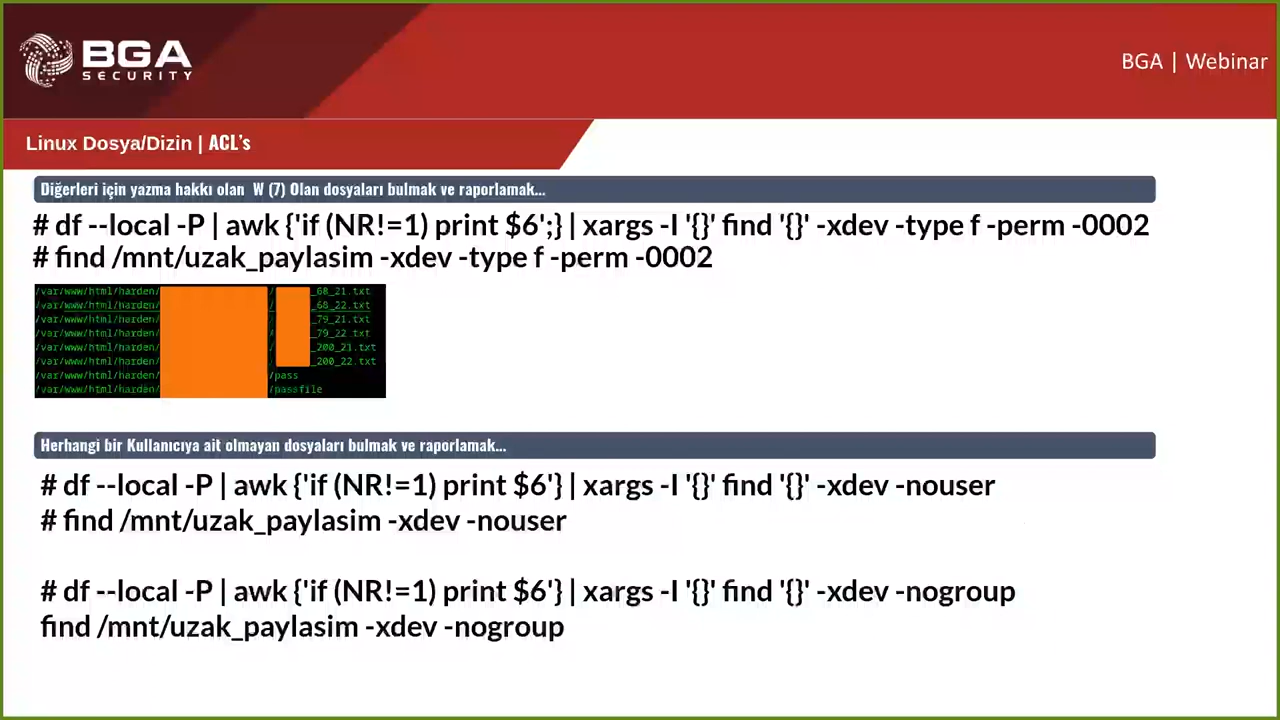 BGA
SECURITY
BGA | Webinar
Linux Dosya/Dizin | ACL's
Diğerleri için yazma hakkı olan W (7) Olan dosyaları bulmak ve raporlamak...
# df --local -P | awk {'if (NR!=1) print $6';} | xargs -I '{}' find '{}' -xdev -type f -perm -0002
# find /mnt/uzak_paylasim -xdev -type f -perm -0002
/var/www/html/harden/ / _68_21.txt
/var/www/html/harden/ / _68_22.txt
/var/www/html/harden/ / _79_21.txt
/var/www/html/harden/ / _79_22.txt
/var/www/html/harden/ / _200_21.txt
/var/www/html/harden/ / _200_22.txt
/var/www/html/harden/ /pass
/var/www/html/harden/ /passfile
Herhangi bir Kullanıcıya ait olmayan dosyaları bulmak ve raporlamak...
# df --local -P | awk {'if (NR!=1) print $6'} | xargs -I '{}' find '{}' -xdev -nouser
# find /mnt/uzak_paylasim -xdev -nouser
# df --local -P | awk {'if (NR!=1) print $6'} | xargs -I '{}' find '{}' -xdev -nogroup
find /mnt/uzak_paylasim -xdev -nogroup